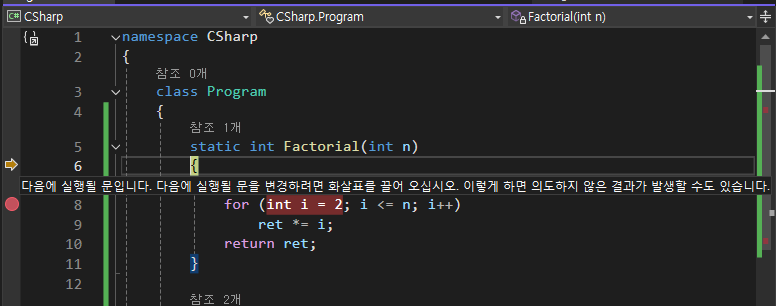 C# CSharp
CSharp.Program
Factorial(int n)
1 namespace CSharp
2 {
참조 0개
3 class Program
4 {
참조 1개
5 static int Factorial(int n)
6 {
다음에 실행될 문입니다. 다음에 실행될 문을 변경하려면 화살표를 끌어 오십시오. 이렇게 하면 의도하지 않은 결과가 발생할 수도 있습니다.
8 for (int i = 2; i <= n; i++)
9 ret *= i;
10 return ret;
11 }
12
참조 2개